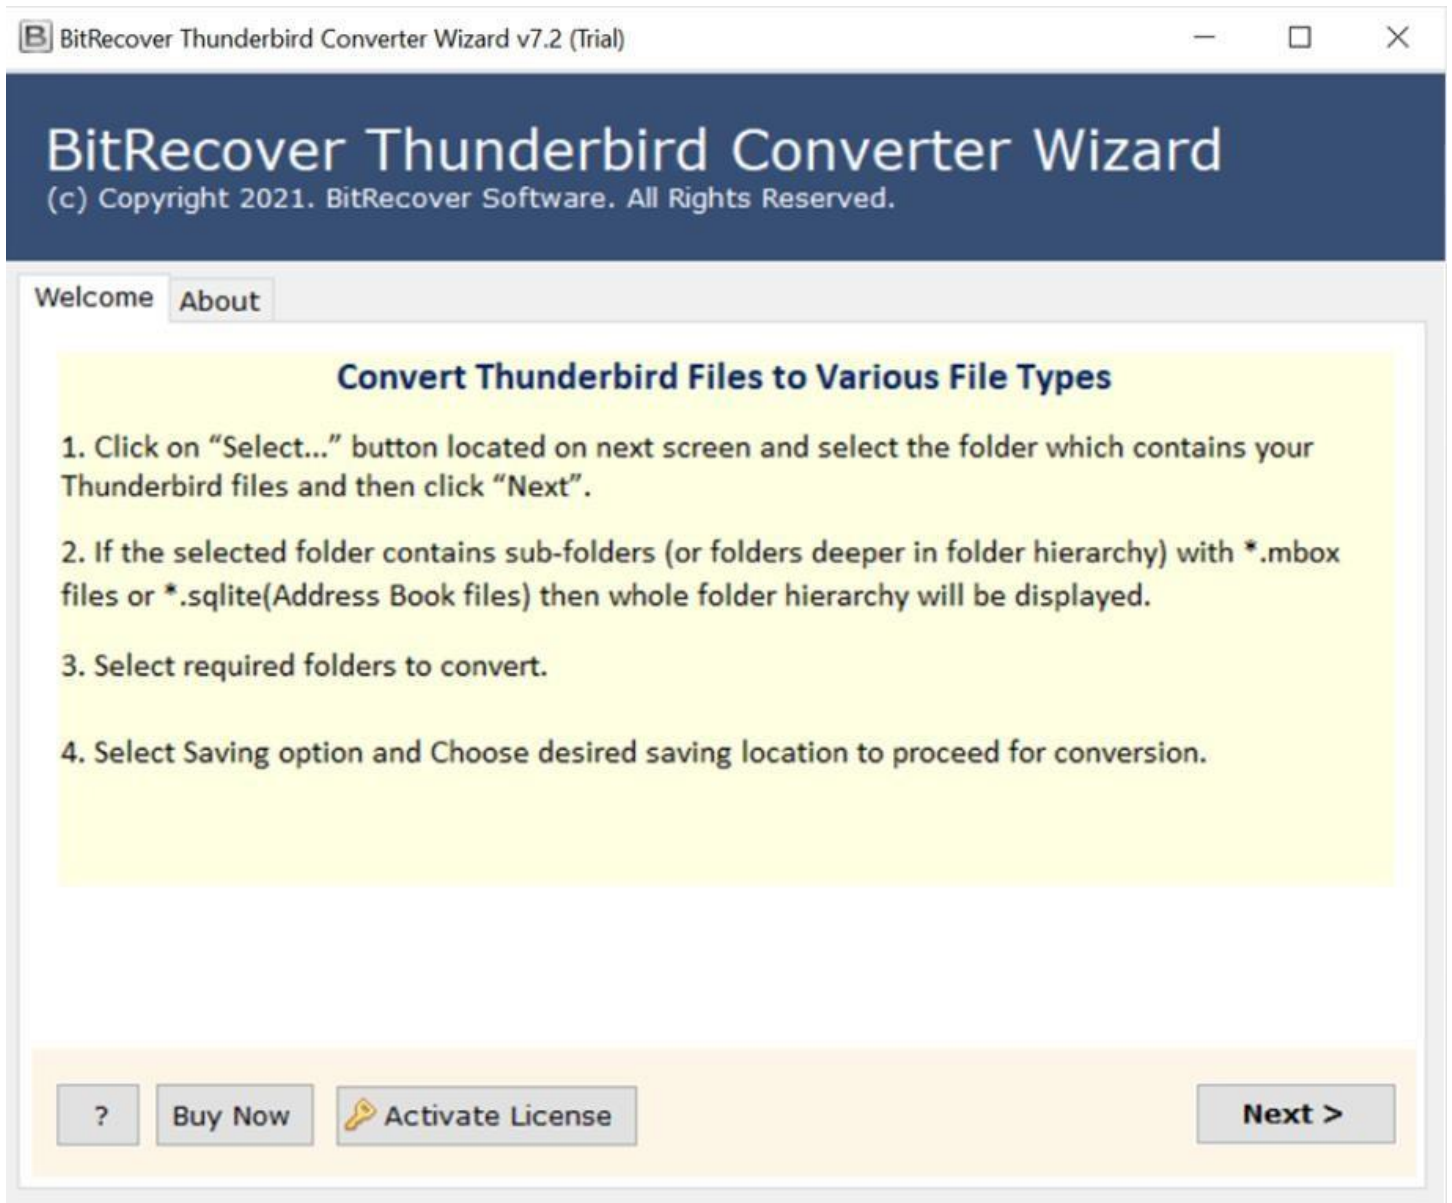 BitRecover Thunderbird Converter Wizard v7.2 (Trial)
BitRecover Thunderbird Converter Wizard
(c) Copyright 2021. BitRecover Software. All Rights Reserved.
Welcome About
Convert Thunderbird Files to Various File Types
1. Click on “Select...” button located on next screen and select the folder which contains your
Thunderbird files and then click “Next”.
2. If the selected folder contains sub-folders (or folders deeper in folder hierarchy) with *.mbox
files or *.sqlite(Address Book files) then whole folder hierarchy will be displayed.
3. Select required folders to convert.
4. Select Saving option and Choose desired saving location to proceed for conversion.
? Buy Now Activate License Next >